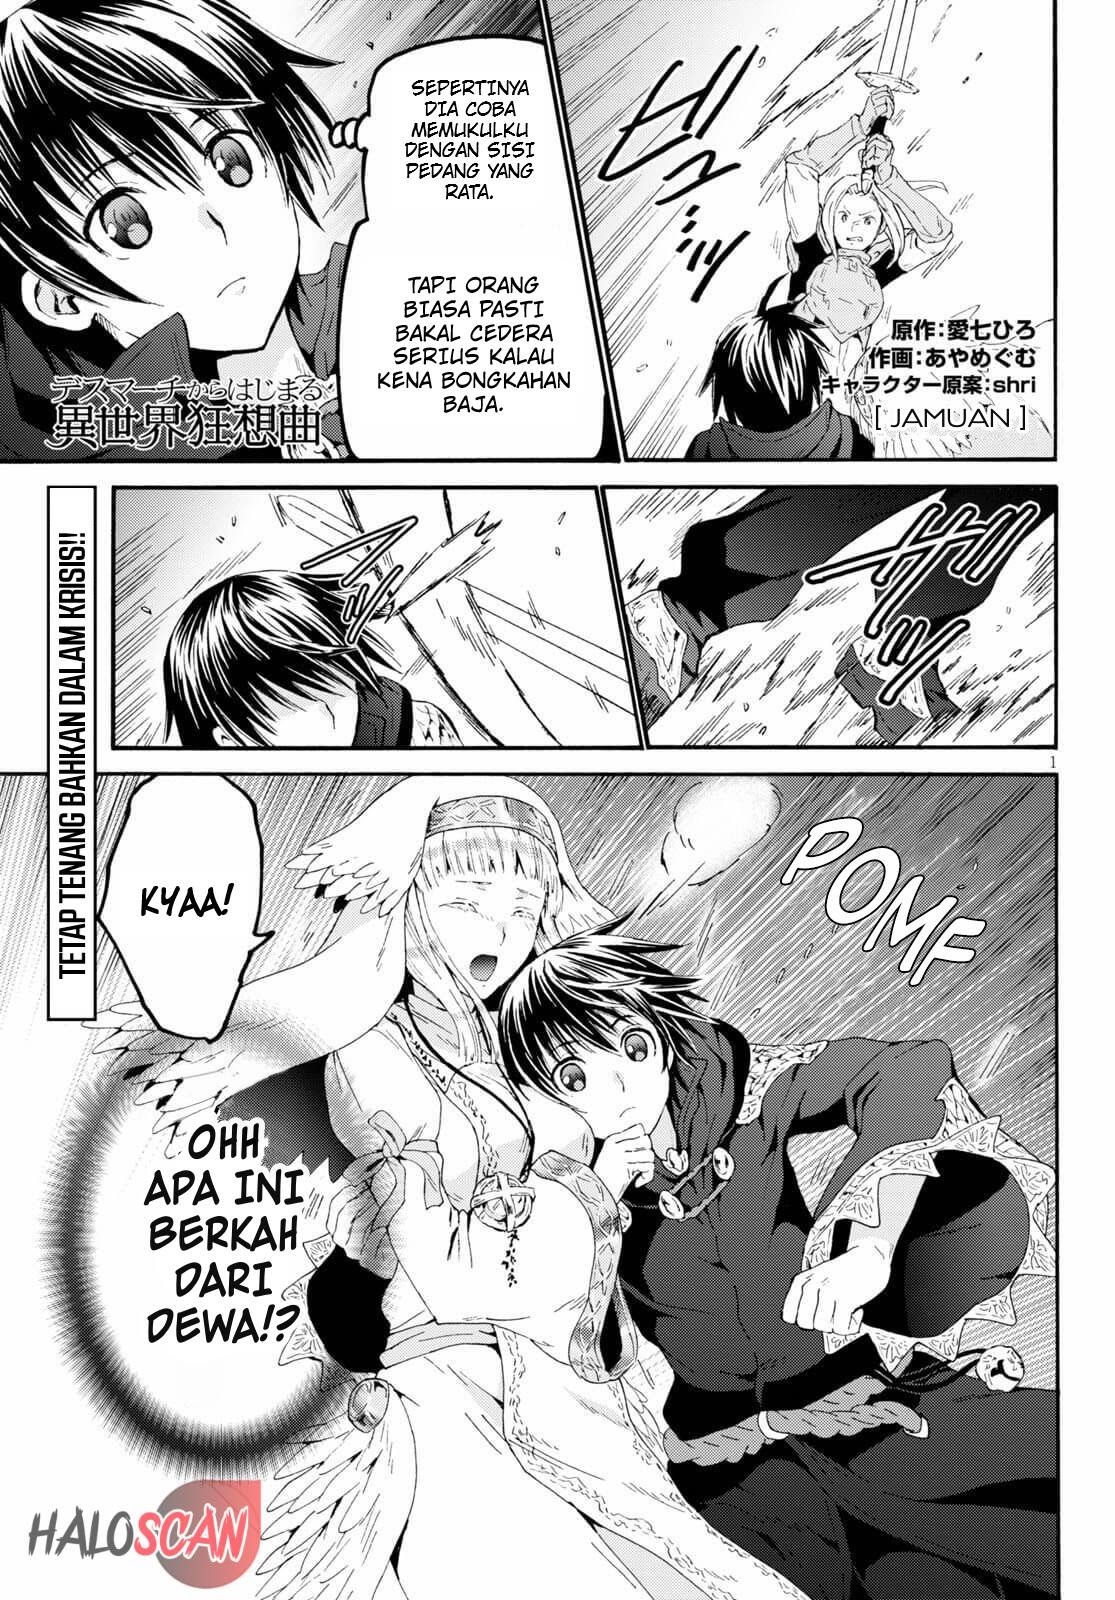 SEPERTINYA
DIA COBA
MEMUKULKU
DENGAN SISI
PEDANG YANG
RATA.
TAPI ORANG
BIASA PASTI
BAKAL CEDERA
SERIUS KALAU
KENA BONGKAHAN
BAJA.
デスマーチからはじまる
異世界狂想曲
原作：愛七ひろ
作画：あやめぐむ
キャラクター原案：shri
[ JAMUAN ]
TETAP TENANG BAHKAN DALAM KRISIS!!
1
KYAA!
POMF
OHH
APA INI
BERKAH
DARI
DEWA!?
HALOSCAN